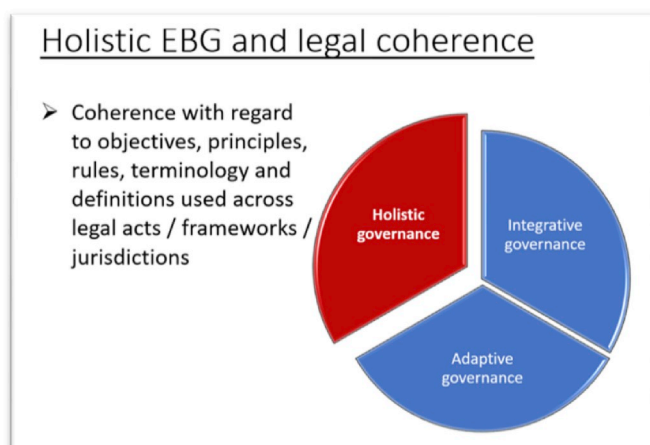 Holistic EBG and legal coherence
➢ Coherence with regard
to objectives, principles,
rules, terminology and
definitions used across
legal acts / frameworks /
jurisdictions
Holistic
governance
Integrative
governance
Adaptive
governance